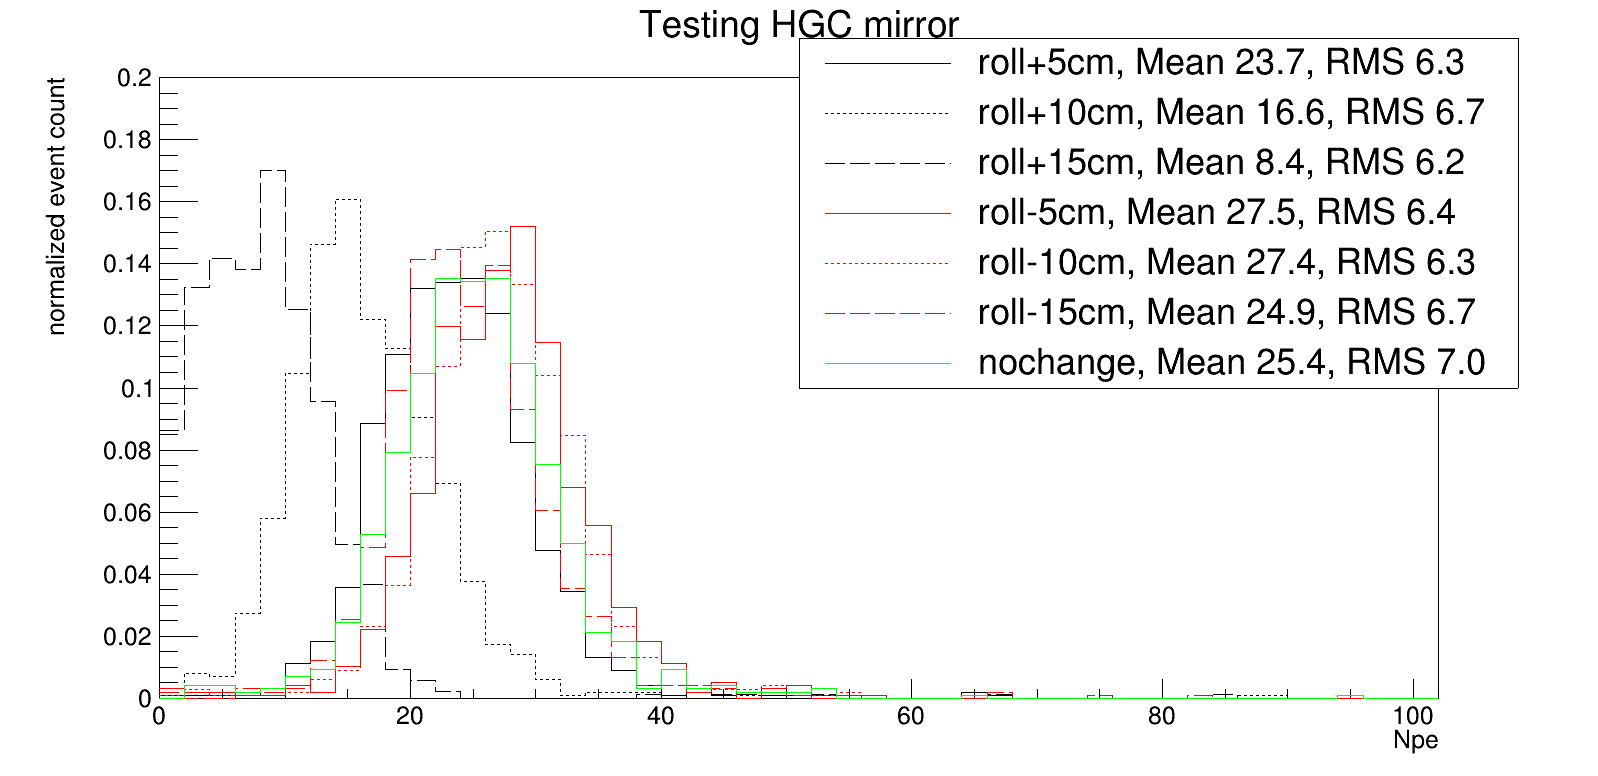 Testing HGC mirror
roll+5cm, Mean 23.7, RMS 6.3
roll+10cm, Mean 16.6, RMS 6.7
roll+15cm, Mean 8.4, RMS 6.2
roll-5cm, Mean 27.5, RMS 6.4
roll-10cm, Mean 27.4, RMS 6.3
roll-15cm, Mean 24.9, RMS 6.7
nochange, Mean 25.4, RMS 7.0
normalized event count
0.2
0.18
0.16
0.14
0.12
0.1
0.08
0.06
0.04
0.02
0
0 20 40 60 80 100
Npe